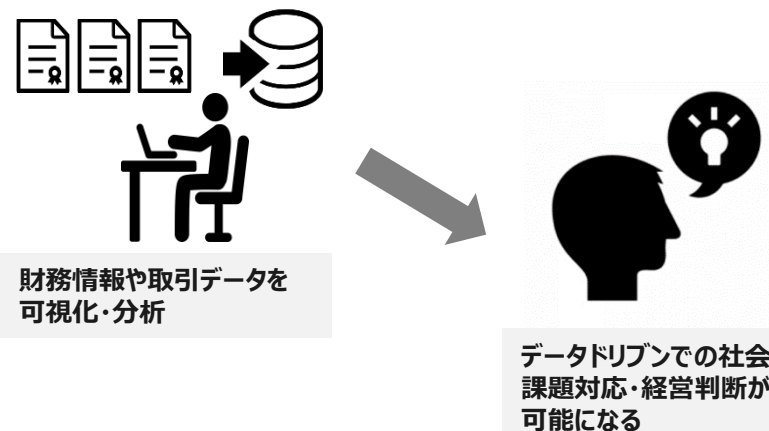 財務情報や取引データを
可視化・分析
データドリブンでの社会
課題対応・経営判断が
可能になる